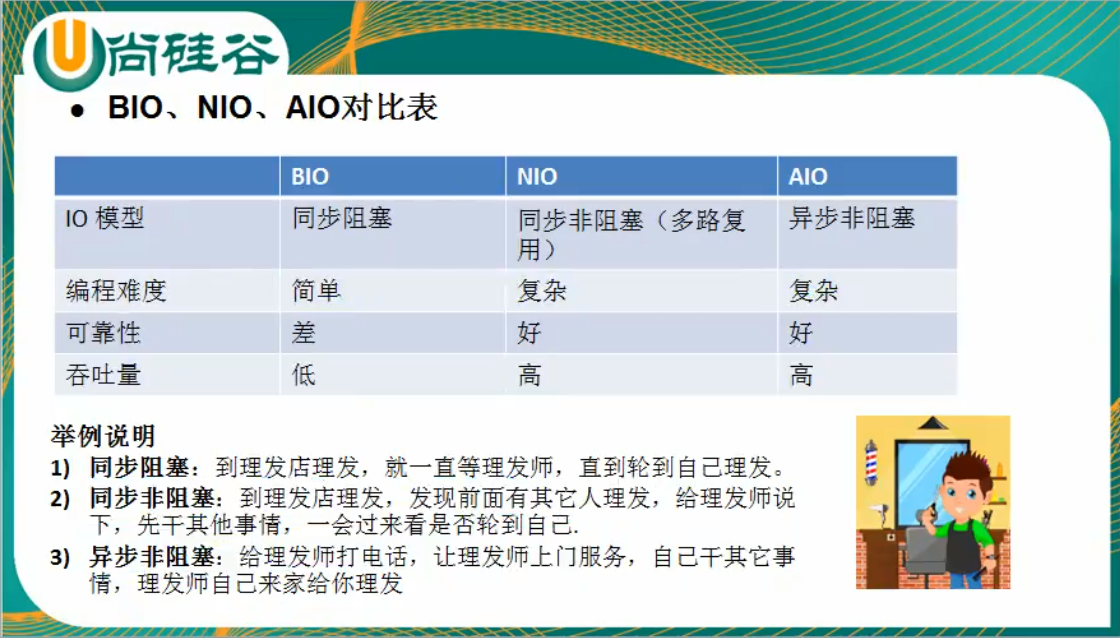 尚硅谷
● BIO、NIO、AIO对比表
BIO NIO AIO
IO 模型 同步阻塞 同步非阻塞（多路复 异步非阻塞
用）
编程难度 简单 复杂 复杂
可靠性 差 好 好
吞吐量 低 高 高
举例说明
1) 同步阻塞：到理发店理发，就一直等理发师，直到轮到自己理发。
2) 同步非阻塞：到理发店理发，发现前面有其它人理发，给理发师说
下，先干其他事情，一会过来看是否轮到自己.
3) 异步非阻塞：给理发师打电话，让理发师上门服务，自己干其它事
情，理发师自己来家给你理发